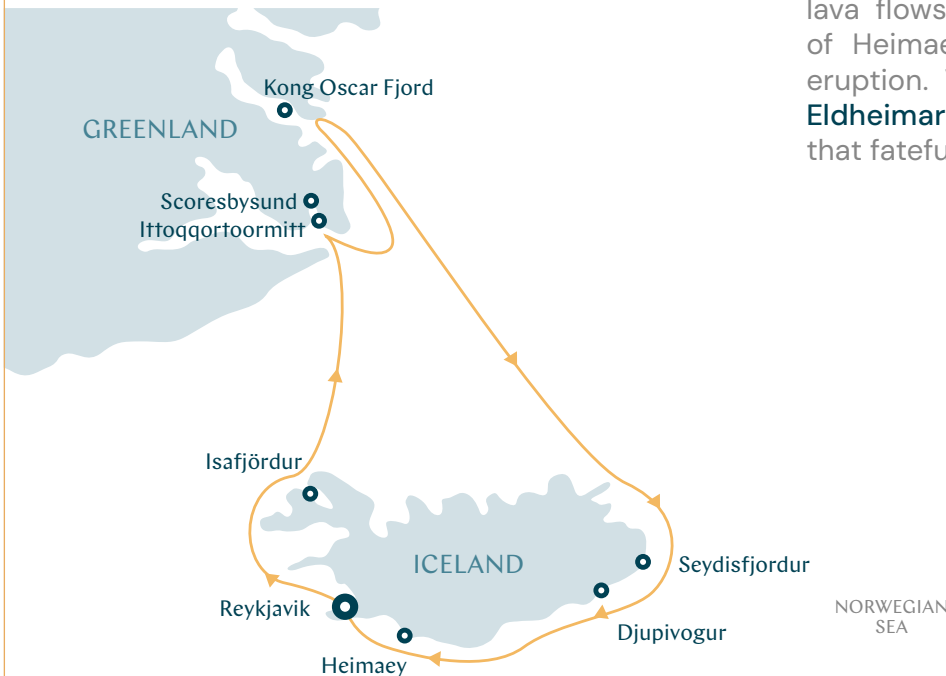 lava flows
of Heimae
eruption.
Eldheimar
that fatefu
Kong Oscar Fjord
GREENLAND
Scoresbysund
Ittoqqortoormitt
Isafjördur
ICELAND
Seydisfjordur
Reykjavik
NORWEGIAN
SEA
Djupivogur
Heimaey